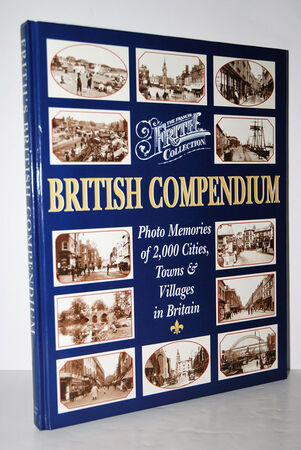 THE FRANCIS
FRITH
COLLECTION
BRITISH COMPENDIUM
Photo Memories
of 2,000 Cities,
Towns &
Villages
in Britain
FRITH'S BRITISH COMPENDIUM